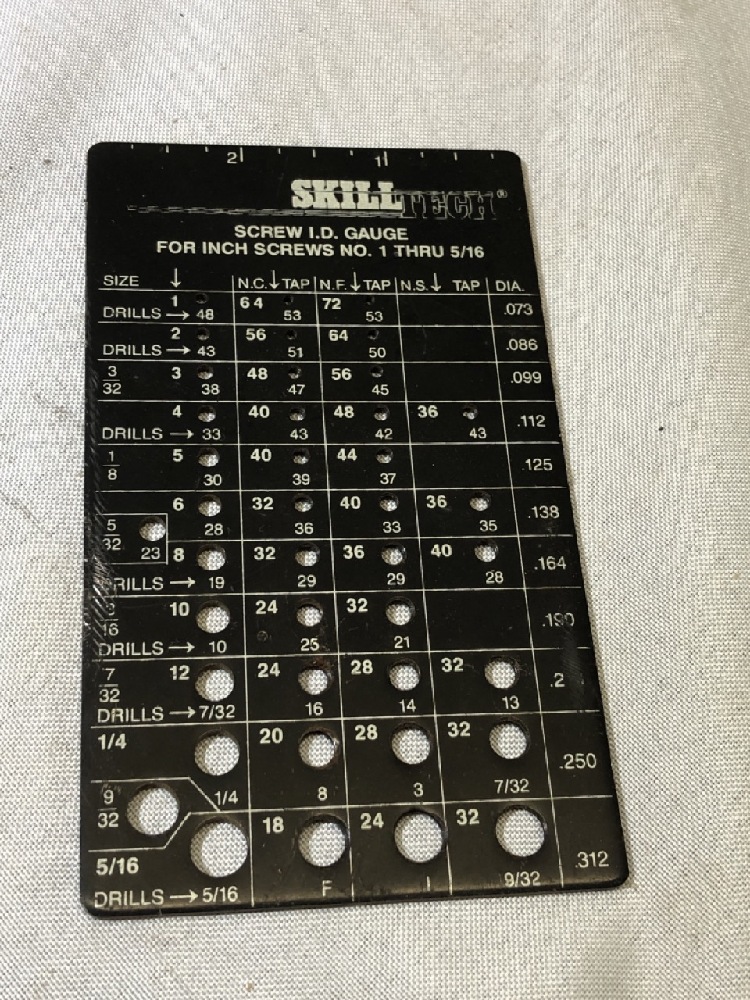 2 1
SKILLTECH®
SCREW I.D. GAUGE
FOR INCH SCREWS NO. 1 THRU 5/16
SIZE ↓ N.C. ↓ TAP N.F. ↓ TAP N.S. ↓ TAP DIA.
1 64 72 .073
DRILLS → 48 53 53
2 56 64 .086
DRILLS → 43 51 50
3/32 3 48 56 .099
38 47 45
4 40 48 36 .112
DRILLS → 33 43 42 43
1/8 5 40 44 .125
30 39 37
6 32 40 36 .138
5/32 23 28 36 33 35
8 32 36 40 .164
DRILLS → 19 29 29 28
10 24 32 .190
16
DRILLS → 10 25 21
7/32 12 24 28 32 .2
DRILLS → 7/32 16 14 13
1/4 20 28 32 .250
9/32 1/4 8 3 7/32
5/16 18 24 32 .312
DRILLS → 5/16 F I 9/32